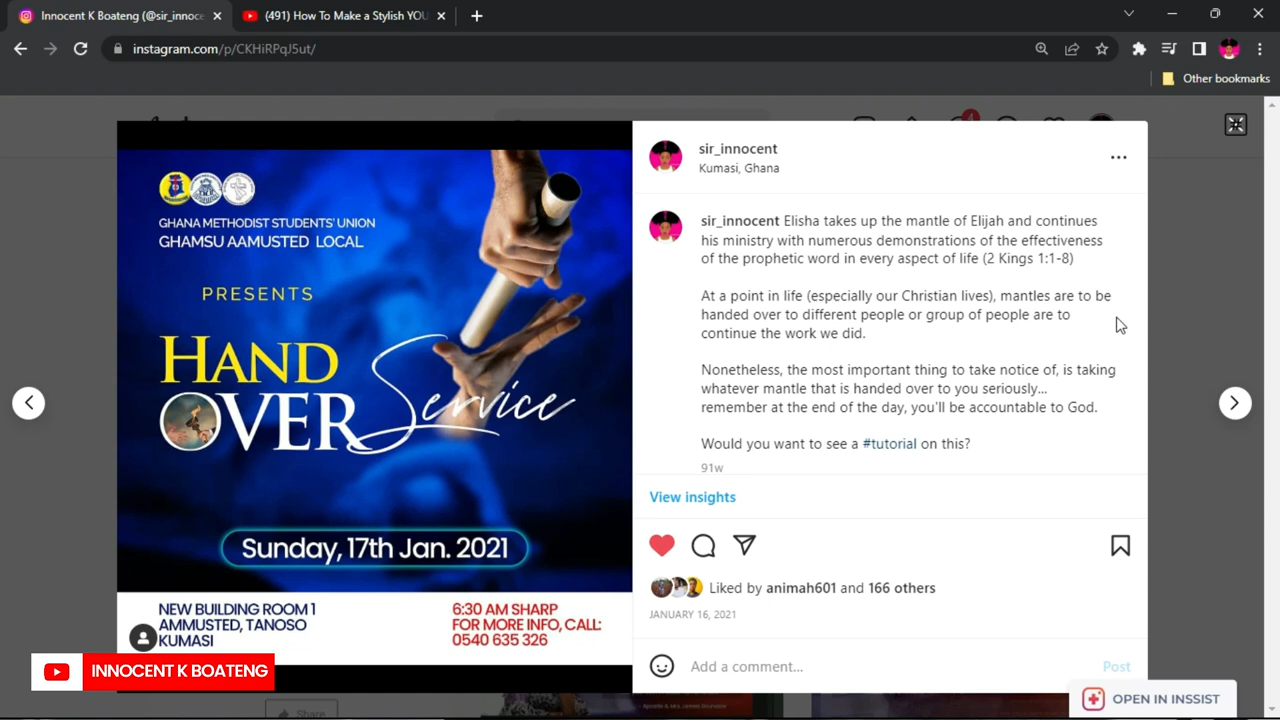 Innocent K Boateng (@sir_innoce
(491) How To Make a Stylish YOU
instagram.com/p/CKHiRPqJ5ut/
Other bookmarks
GHANA METHODIST STUDENTS' UNION
GHAMSU AAMUSTED LOCAL
PRESENTS
HAND
OVER Service
Sunday, 17th Jan. 2021
NEW BUILDING ROOM 1
AMMUSTED, TANOSO
KUMASI
6:30 AM SHARP
FOR MORE INFO, CALL:
0540 635 326
sir_innocent
Kumasi, Ghana
sir_innocent Elisha takes up the mantle of Elijah and continues
his ministry with numerous demonstrations of the effectiveness
of the prophetic word in every aspect of life (2 Kings 1:1-8)
At a point in life (especially our Christian lives), mantles are to be
handed over to different people or group of people are to
continue the work we did.
Nonetheless, the most important thing to take notice of, is taking
whatever mantle that is handed over to you seriously...
remember at the end of the day, you'll be accountable to God.
Would you want to see a #tutorial on this?
91w
View insights
Liked by animah601 and 166 others
JANUARY 16, 2021
Add a comment...
Post
INNOCENT K BOATENG
Share
OPEN IN INSSIST